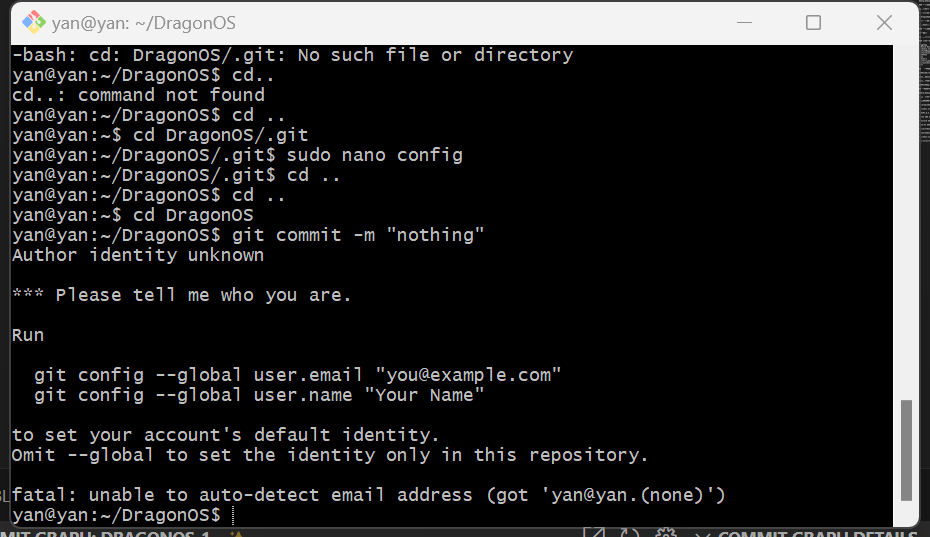 yan@yan: ~/DragonOS
-bash: cd: DragonOS/.git: No such file or directory
yan@yan:~/DragonOS$ cd..
cd..: command not found
yan@yan:~/DragonOS$ cd ..
yan@yan:~$ cd DragonOS/.git
yan@yan:~/DragonOS/.git$ sudo nano config
yan@yan:~/DragonOS/.git$ cd ..
yan@yan:~/DragonOS$ cd ..
yan@yan:~$ cd DragonOS
yan@yan:~/DragonOS$ git commit -m "nothing"
Author identity unknown
*** Please tell me who you are.
Run
git config --global user.email "you@example.com"
git config --global user.name "Your Name"
to set your account's default identity.
Omit --global to set the identity only in this repository.
fatal: unable to auto-detect email address (got 'yan@yan.(none)')
yan@yan:~/DragonOS$
GRAPH: DRAGONOS-1
COMMIT GRAPH DETAILS